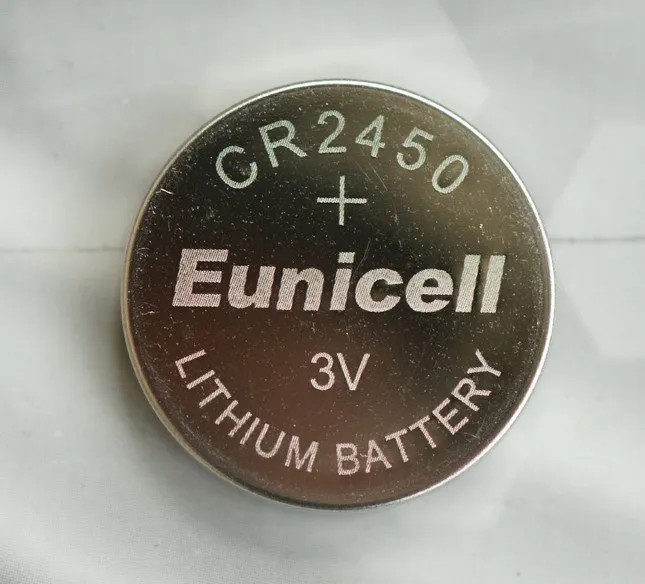 CR2450
+
Eunicell
3V
LITHIUM BATTERY